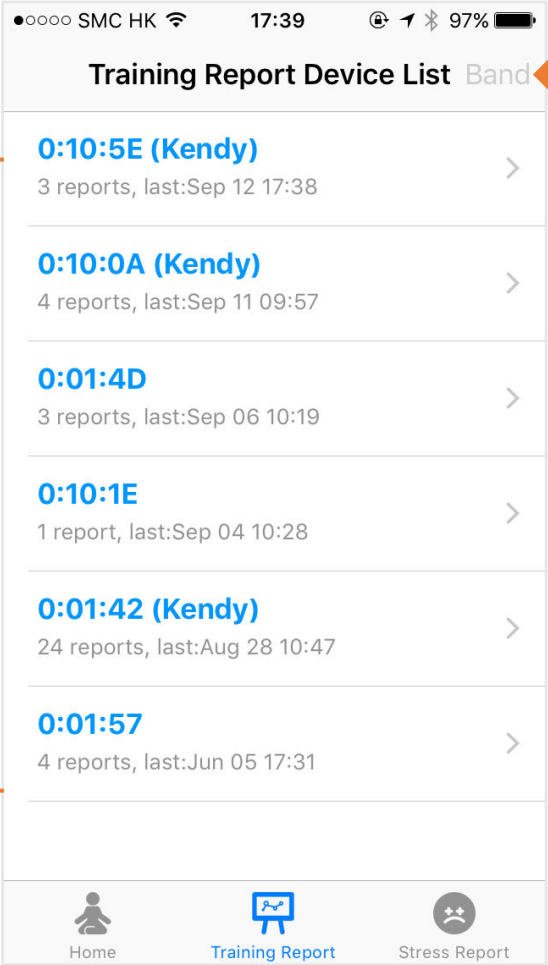 SMC HK 17:39 97%
Training Report Device List Band
0:10:5E (Kendy)
3 reports, last:Sep 12 17:38
0:10:0A (Kendy)
4 reports, last:Sep 11 09:57
0:01:4D
3 reports, last:Sep 06 10:19
0:10:1E
1 report, last:Sep 04 10:28
0:01:42 (Kendy)
24 reports, last:Aug 28 10:47
0:01:57
4 reports, last:Jun 05 17:31
Home Training Report Stress Report